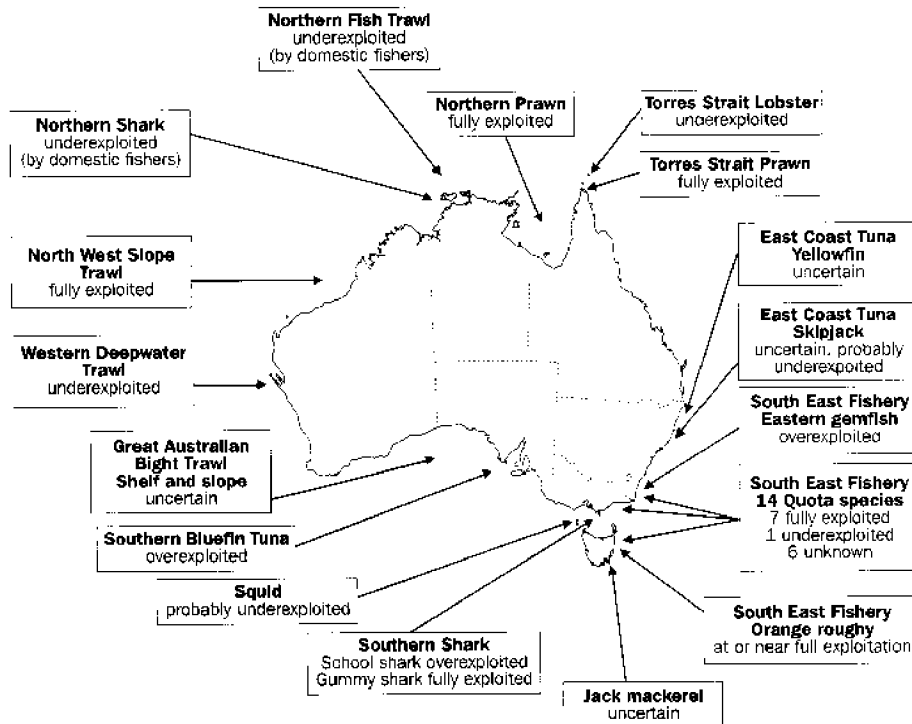 Northern Fish Trawl
underexploited
(by domestic fishers)
Northern Prawn
fully exploited
Torres Strait Lobster
underexploited
Northern Shark
underexploited
(by domestic fishers)
Torres Strait Prawn
fully exploited
North West Slope
Trawl
fully exploited
East Coast Tuna
Yellowfin
uncertain
East Coast Tuna
Skipjack
uncertain, probably
underexpoited
Western Deepwater
Trawl
underexploited
South East Fishery
Eastern gemfish
overexploited
Great Australian
Bight Trawl
Shelf and slope
uncertain
South East Fishery
14 Quota species
7 fully exploited
1 underexploited
6 unknown
Southern Bluefin Tuna
overexploited
Squid
probably underexploited
South East Fishery
Orange roughy
at or near full exploitation
Southern Shark
School shark overexploited
Gummy shark fully exploited
Jack mackerel
uncertain